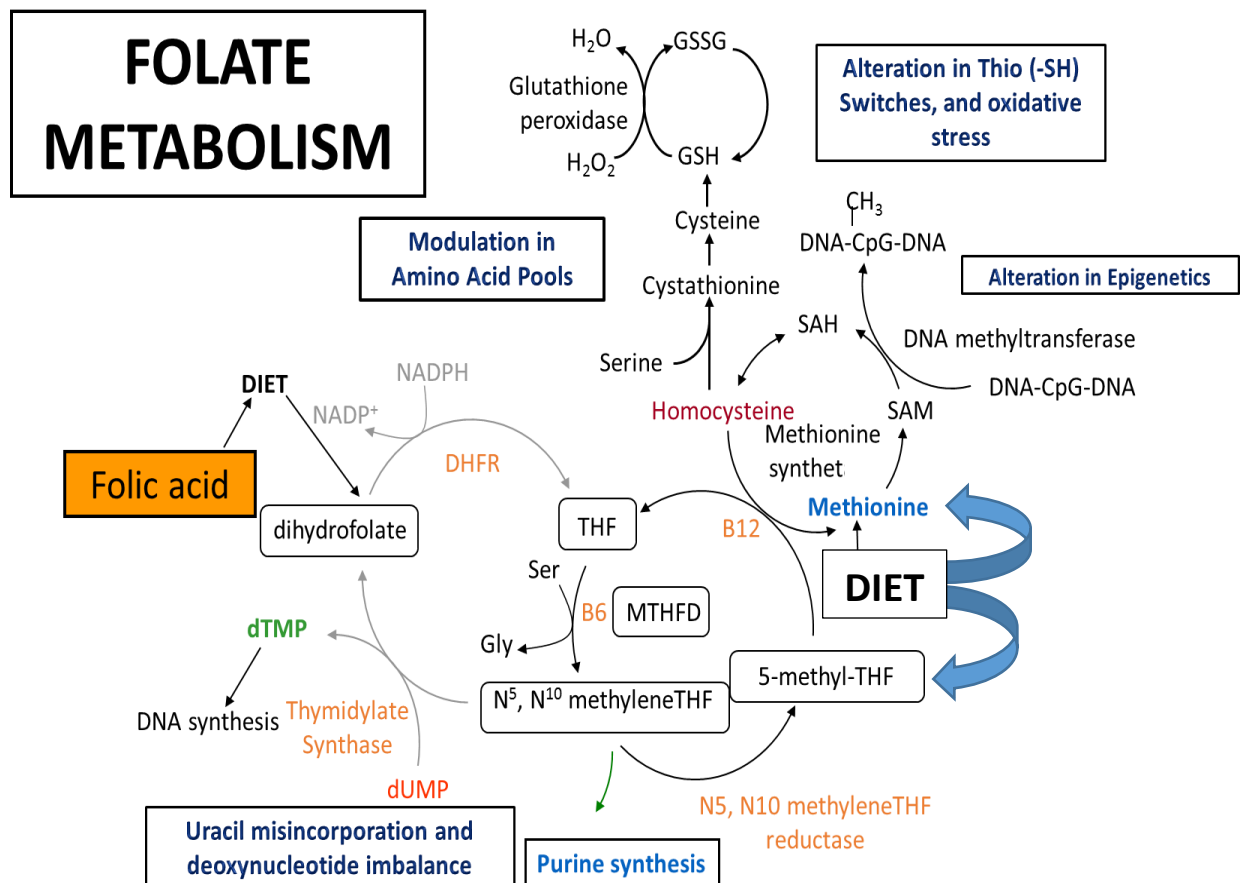 FOLATE
METABOLISM
H₂O
GSSG
Glutathione
peroxidase
H₂O₂
GSH
Alteration in Thio (-SH)
Switches, and oxidative
stress
Cysteine
Modulation in
Amino Acid Pools
Cystathionine
Serine
CH₃
DNA-CpG-DNA
Alteration in Epigenetics
SAH
DNA methyltransferase
DNA-CpG-DNA
SAM
Homocysteine
Methionine
synthet
Methionine
DIET
NADPH
NADP⁺
DHFR
Folic acid
dihydrofolate
THF
B12
DIET
Ser
B6
MTHFD
Gly
dTMP
5-methyl-THF
N⁵, N¹⁰ methyleneTHF
DNA synthesis
Thymidylate
Synthase
dUMP
N5, N10 methyleneTHF
reductase
Uracil misincorporation and
deoxynucleotide imbalance
Purine synthesis